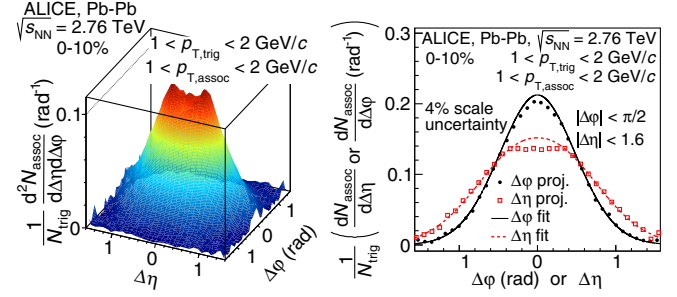 ALICE, Pb-Pb
√s_NN = 2.76 TeV
0-10%
1 < p_T,trig < 2 GeV/c
1 < p_T,assoc < 2 GeV/c
1/N_trig d²N_assoc/dΔηdΔφ (rad⁻¹)
0.1
0
1 0 1
Δη
1 0 1
Δφ (rad)
ALICE, Pb-Pb, √s_NN = 2.76 TeV
0-10%
1 < p_T,trig < 2 GeV/c
1 < p_T,assoc < 2 GeV/c
4% scale
uncertainty
|Δφ| < π/2
|Δη| < 1.6
Δφ proj.
Δη proj.
Δφ fit
Δη fit
1/N_trig (dN_assoc/dΔη or dN_assoc/dΔφ (rad⁻¹)
0.3
0.2
0.1
0
1 0 1
Δφ (rad) or Δη